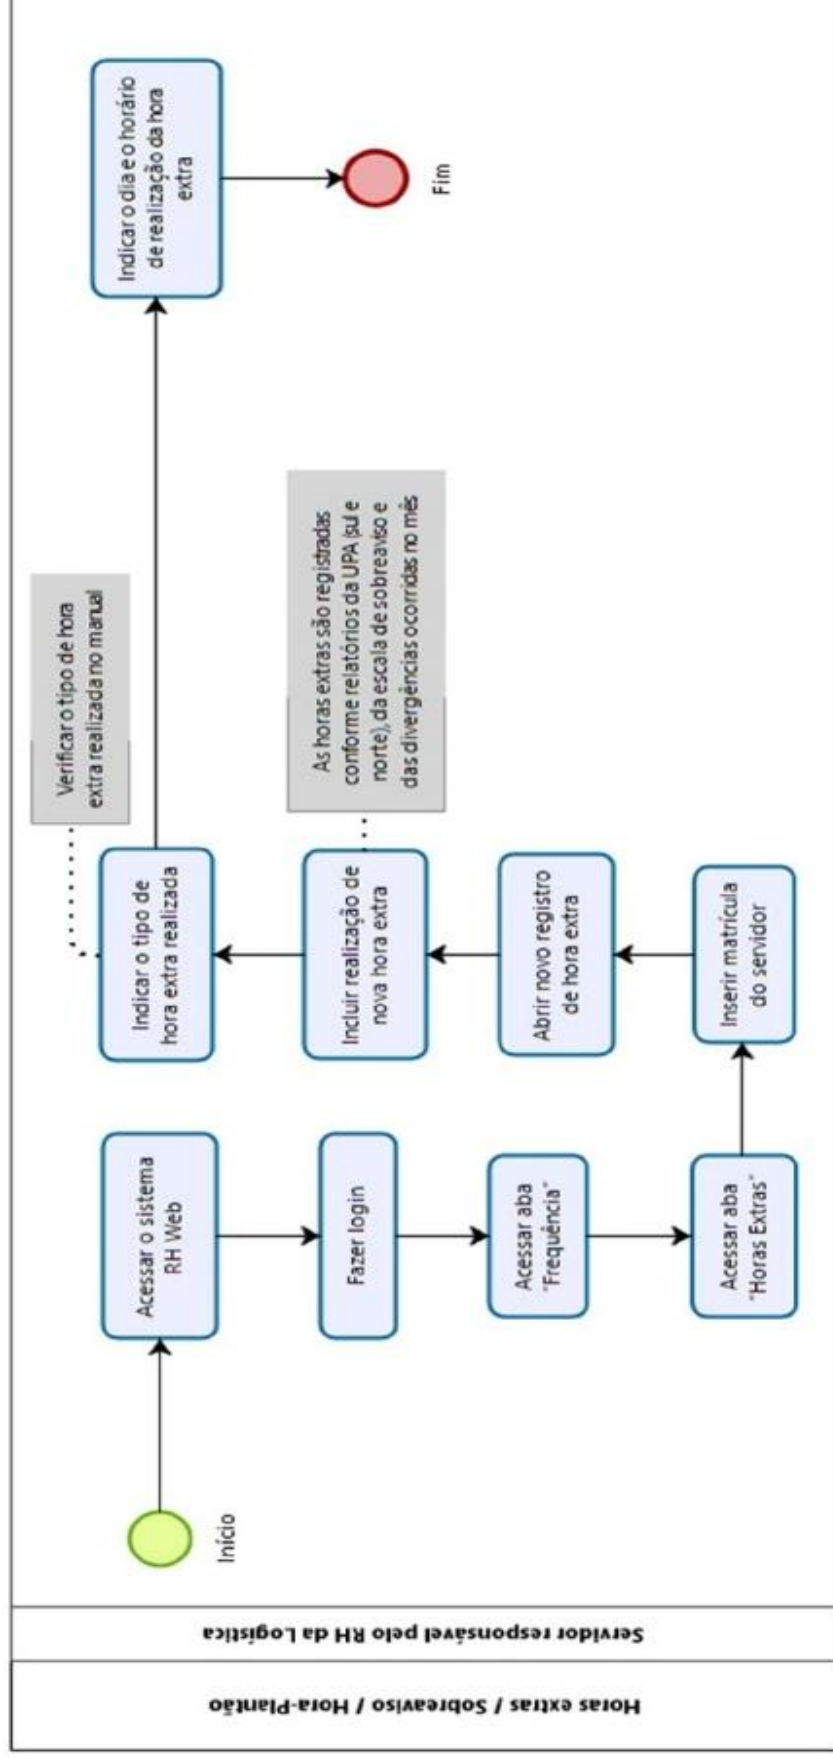 Horas extras / Sobreaviso / Hora-Plantão
Servidor responsável pelo RH da Logística
Início
Acessar o sistema
RH Web
Fazer login
Acessar aba
"Frequência"
Acessar aba
"Horas Extras"
Inserir matrícula
do servidor
Abrir novo registro
de hora extra
Incluir realização de
nova hora extra
As horas extras são registradas
conforme relatórios da UPA (sul e
norte), da escala de sobreaviso e
das divergências ocorridas no mês
Indicar o tipo de
hora extra realizada
Verificar o tipo de hora
extra realizada no manual
Indicar o dia e o horário
de realização da hora
extra
Fim